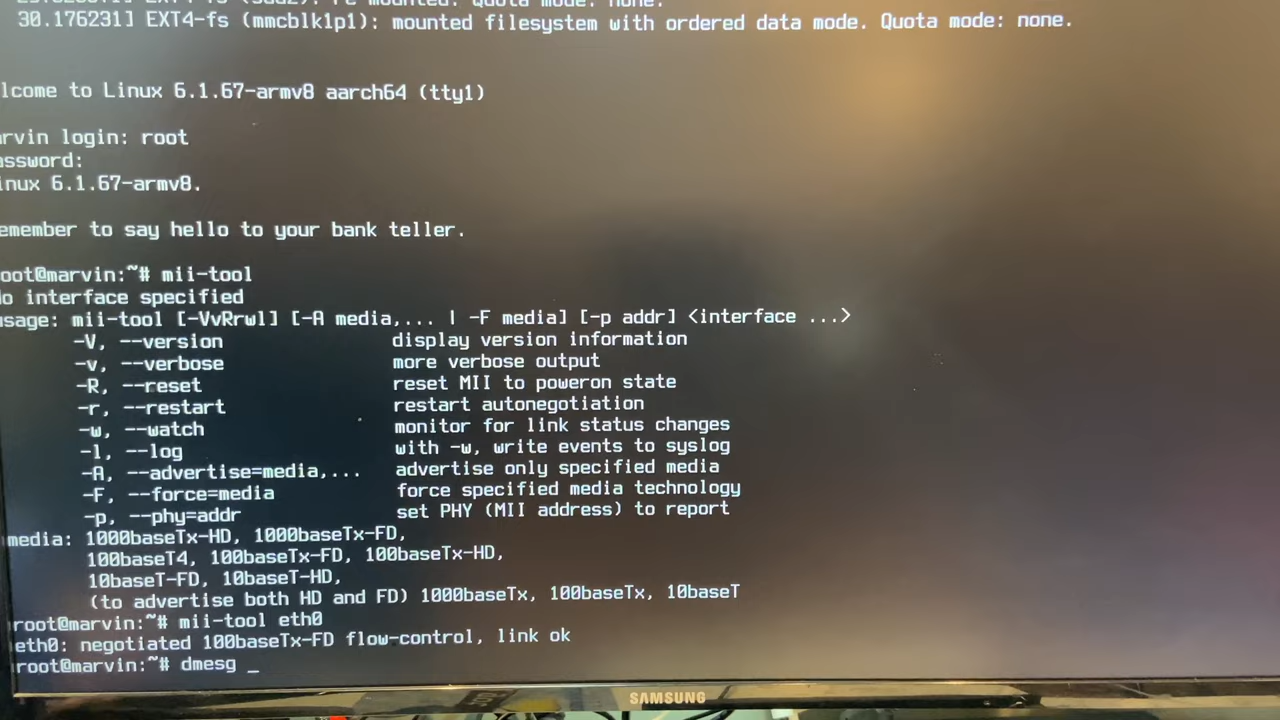 (sda2): re mounted. Quota mode: none.
30.176231] EXT4-fs (mmcblk1p1): mounted filesystem with ordered data mode. Quota mode: none.
lcome to Linux 6.1.67-armv8 aarch64 (tty1)
rvin login: root
assword:
inux 6.1.67-armv8.
emember to say hello to your bank teller.
oot@marvin:~# mii-tool
o interface specified
usage: mii-tool [-VvRrwl] [-A media,... | -F media] [-p addr] <interface ...>
-V, --version display version information
-v, --verbose more verbose output
-R, --reset reset MII to poweron state
-r, --restart restart autonegotiation
-w, --watch monitor for link status changes
-l, --log with -w, write events to syslog
-A, --advertise=media,... advertise only specified media
-F, --force=media force specified media technology
-p, --phy=addr set PHY (MII address) to report
media: 1000baseTx-HD, 1000baseTx-FD,
100baseT4, 100baseTx-FD, 100baseTx-HD,
10baseT-FD, 10baseT-HD,
(to advertise both HD and FD) 1000baseTx, 100baseTx, 10baseT
root@marvin:~# mii-tool eth0
eth0: negotiated 100baseTx-FD flow-control, link ok
root@marvin:~# dmesg _
SAMSUNG